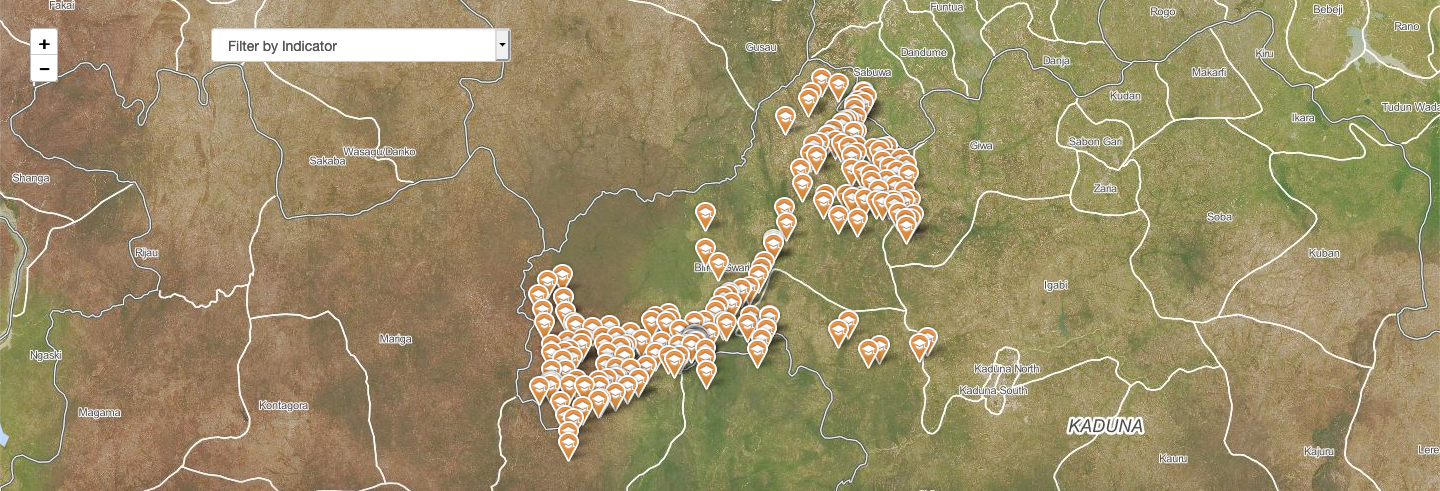 Fakai
Funtua
Rogo
Bebeji
Rano
+
Filter by Indicator
Gusau
Dandume
Danja
Kiru
−
Sabuwa
Makarfi
Kudan
Tudun Wada
Ikara
Sabon Gari
Giwa
Wasagu/Danko
Sakaba
Shanga
Zaria
Soba
Rijau
Kuban
Igabi
Mariga
Ngaski
Kaduna North
Kaduna South
Kontagora
Magama
KADUNA
Kauru
Kajuru
Lere